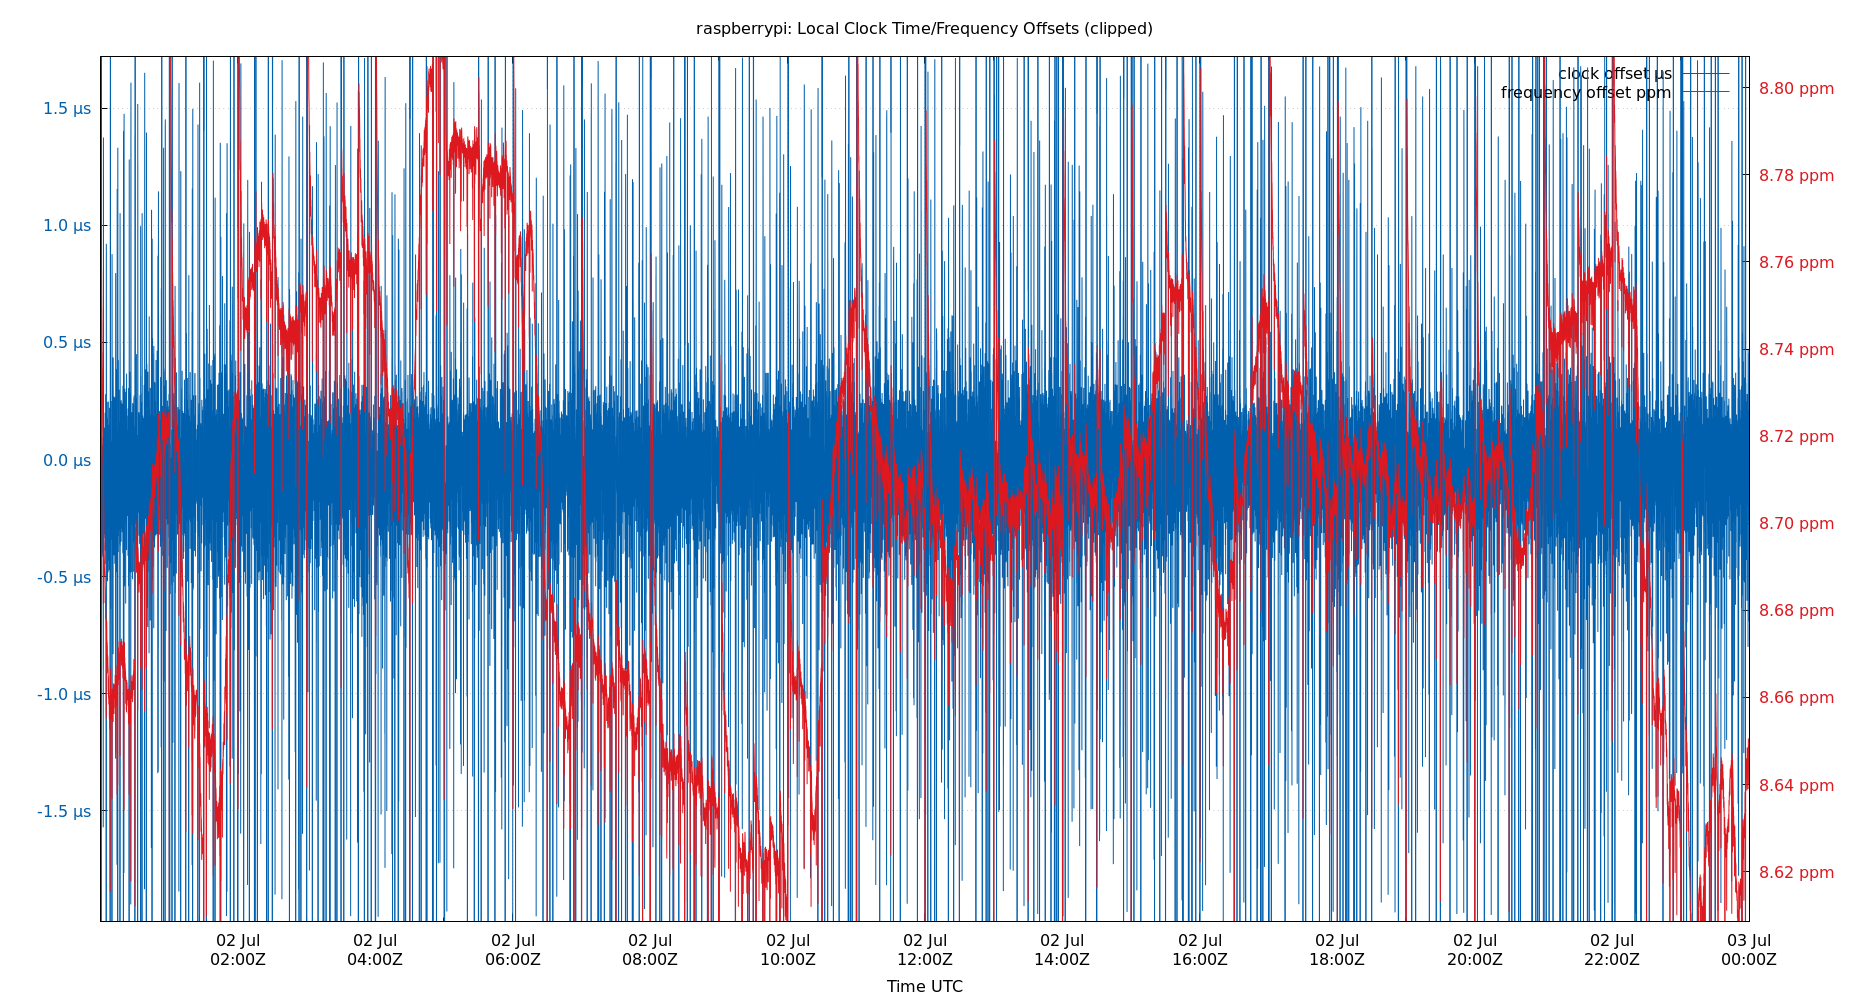 raspberrypi: Local Clock Time/Frequency Offsets (clipped)
clock offset µs
frequency offset ppm
1.5 µs
1.0 µs
0.5 µs
0.0 µs
-0.5 µs
-1.0 µs
-1.5 µs
8.80 ppm
8.78 ppm
8.76 ppm
8.74 ppm
8.72 ppm
8.70 ppm
8.68 ppm
8.66 ppm
8.64 ppm
8.62 ppm
02 Jul 02 Jul 02 Jul 02 Jul 02 Jul 02 Jul 02 Jul 02 Jul 02 Jul 02 Jul 02 Jul 03 Jul
02:00Z 04:00Z 06:00Z 08:00Z 10:00Z 12:00Z 14:00Z 16:00Z 18:00Z 20:00Z 22:00Z 00:00Z
Time UTC